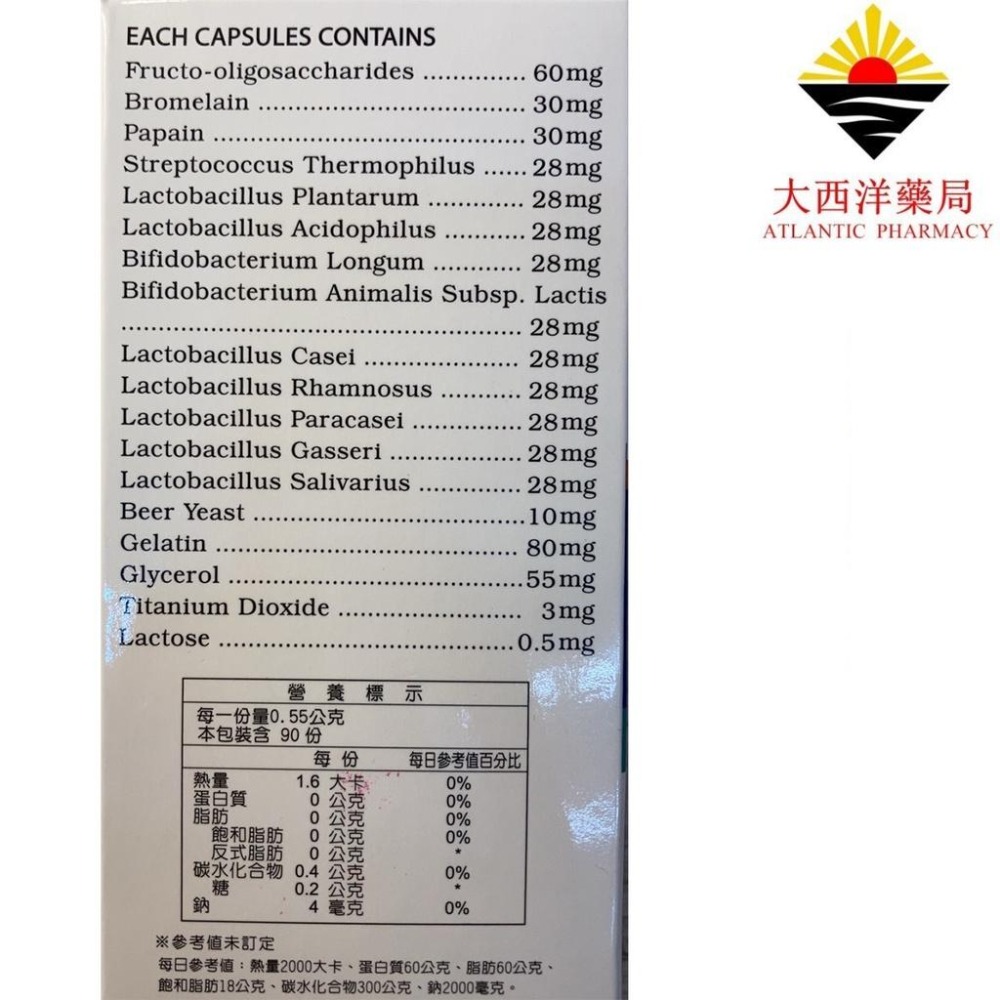 EACH CAPSULES CONTAINS
Fructo-oligosaccharides .............. 60mg
Bromelain .................................... 30mg
Papain .......................................... 30mg
Streptococcus Thermophilus ...... 28mg
Lactobacillus Plantarum ............. 28mg
Lactobacillus Acidophilus ........... 28mg
Bifidobacterium Longum ............ 28mg
Bifidobacterium Animalis Subsp. Lactis
....................................................... 28mg
Lactobacillus Casei ..................... 28mg
Lactobacillus Rhamnosus ........... 28mg
Lactobacillus Paracasei ............... 28mg
Lactobacillus Gasseri .................. 28mg
Lactobacillus Salivarius .............. 28mg
Beer Yeast .....................................10mg
Gelatin ......................................... 80mg
Glycerol ........................................55mg
Titanium Dioxide ......................... 3mg
Lactose ........................................0.5mg
營養標示
每一份量0.55公克
本包裝含 90 份
每份 每日參考值百分比
熱量 1.6 大卡 0%
蛋白質 0 公克 0%
脂肪 0 公克 0%
飽和脂肪 0 公克 0%
反式脂肪 0 公克 *
碳水化合物 0.4 公克 0%
糖 0.2 公克 *
鈉 4 毫克 0%
※參考值未訂定
每日參考值：熱量2000大卡、蛋白質60公克、脂肪60公克、
飽和脂肪18公克、碳水化合物300公克、鈉2000毫克。
大西洋藥局
ATLANTIC PHARMACY